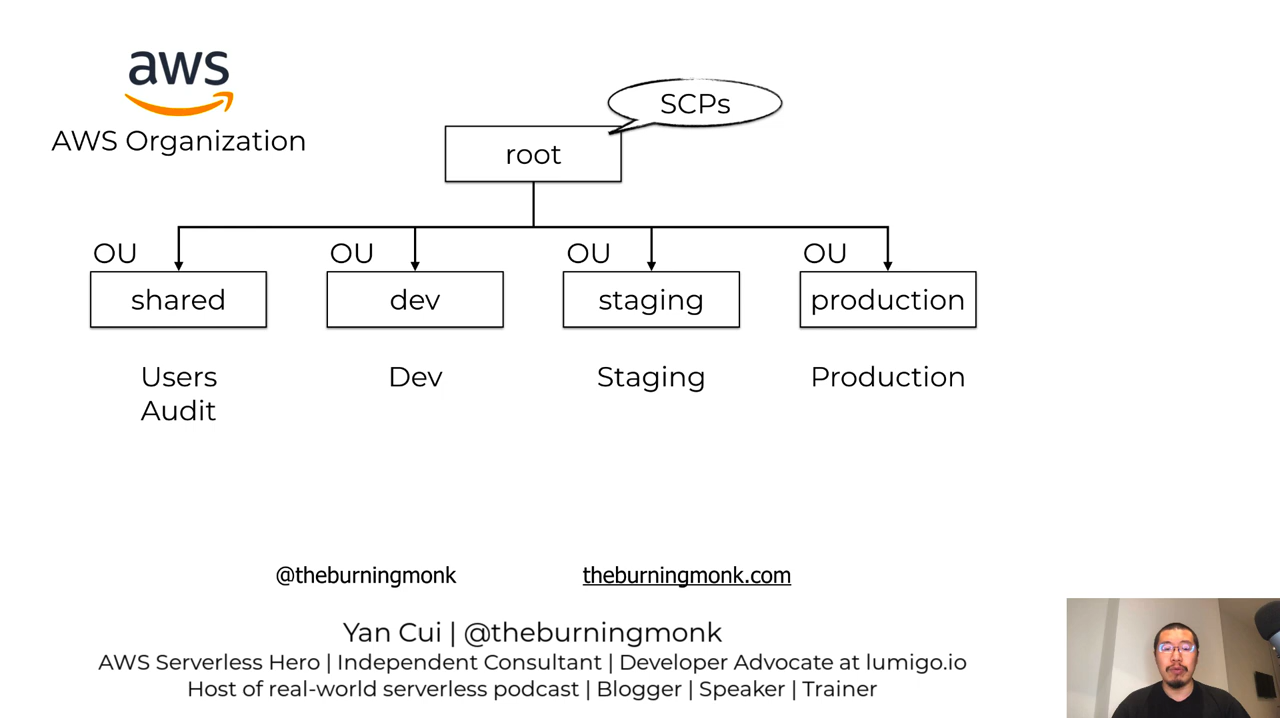 aws
AWS Organization
SCPs
root
OU
OU
OU
OU
shared
dev
staging
production
Users
Audit
Dev
Staging
Production
@theburningmonk
theburningmonk.com
Yan Cui | @theburningmonk
AWS Serverless Hero | Independent Consultant | Developer Advocate at lumigo.io
Host of real-world serverless podcast | Blogger | Speaker | Trainer